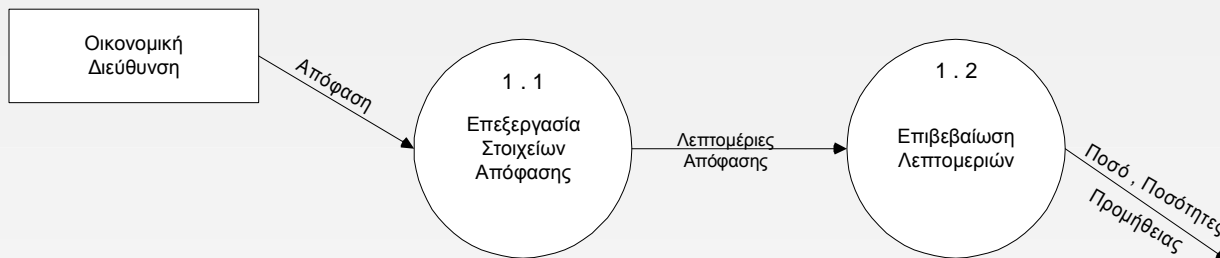 Οικονομική
Διεύθυνση
Απόφαση
1 . 1
Επεξεργασία
Στοιχείων
Απόφασης
Λεπτομέριες
Απόφασης
1 . 2
Επιβεβαίωση
Λεπτομεριών
Ποσό , Ποσότητες
Προμήθειας